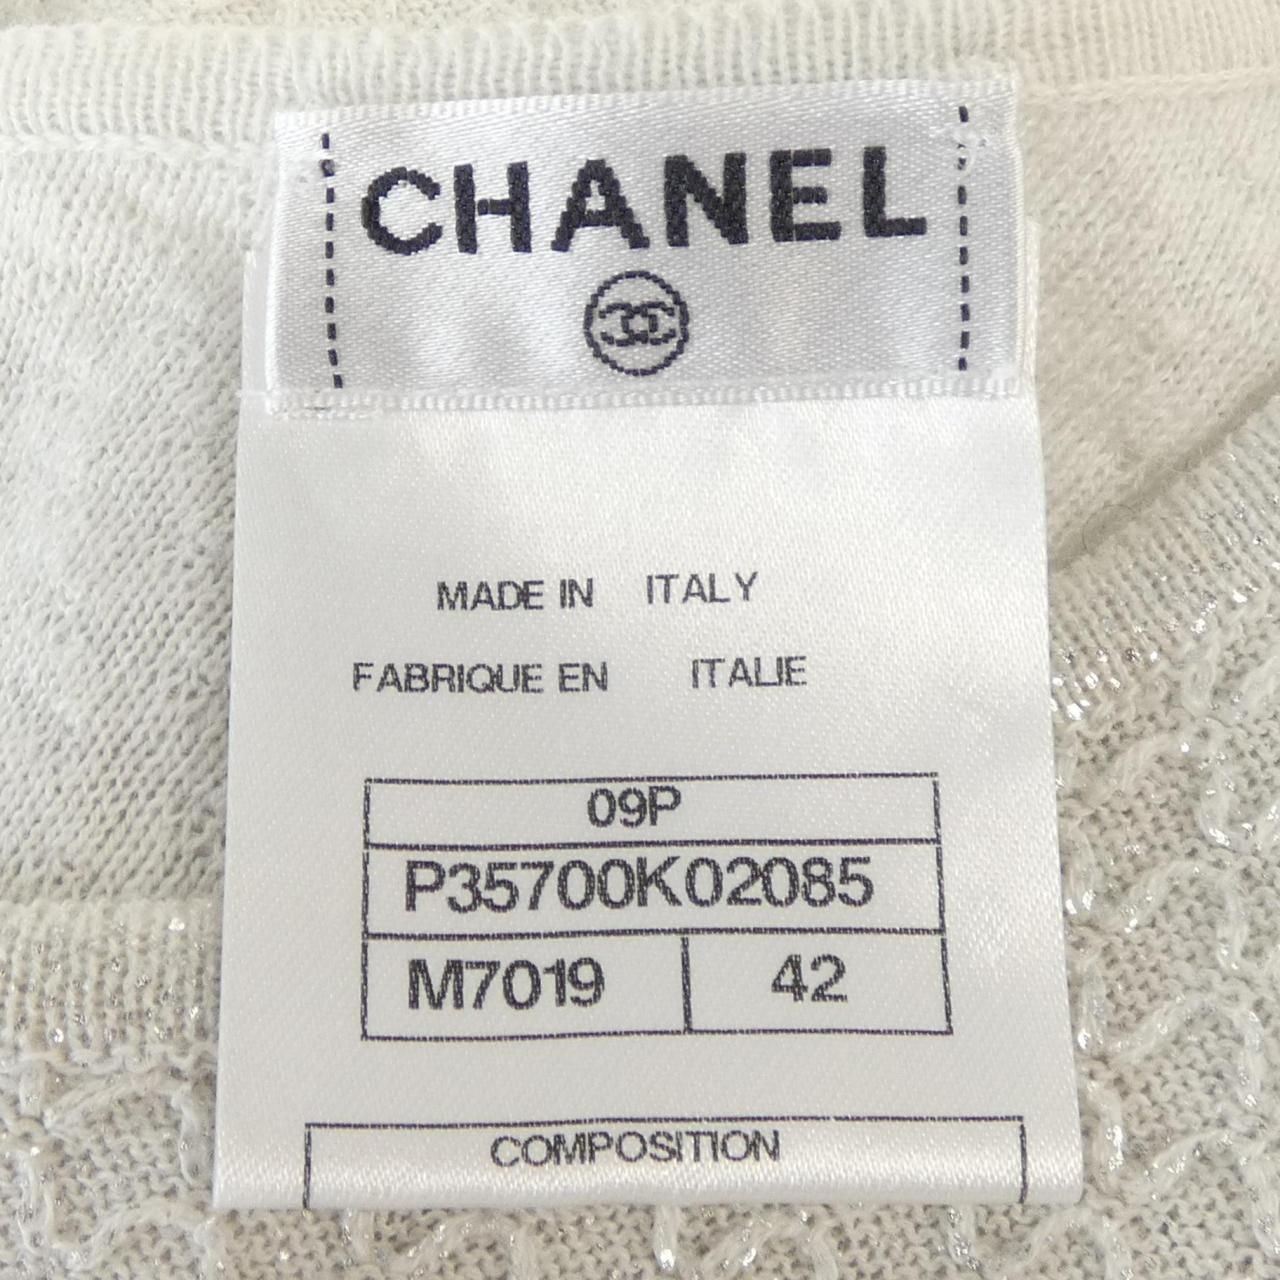 CHANEL
MADE IN ITALY
FABRIQUE EN ITALIE
09P
P35700K02085
M7019 42
COMPOSITION